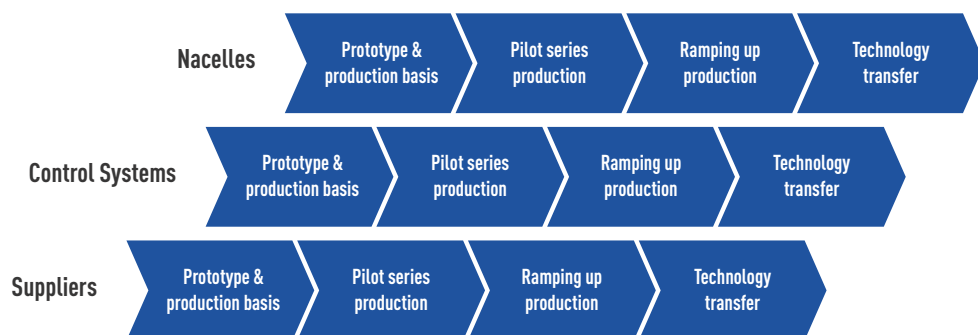 Nacelles
Prototype &
production basis
Pilot series
production
Ramping up
production
Technology
transfer
Control Systems
Prototype &
production basis
Pilot series
production
Ramping up
production
Technology
transfer
Suppliers
Prototype &
production basis
Pilot series
production
Ramping up
production
Technology
transfer